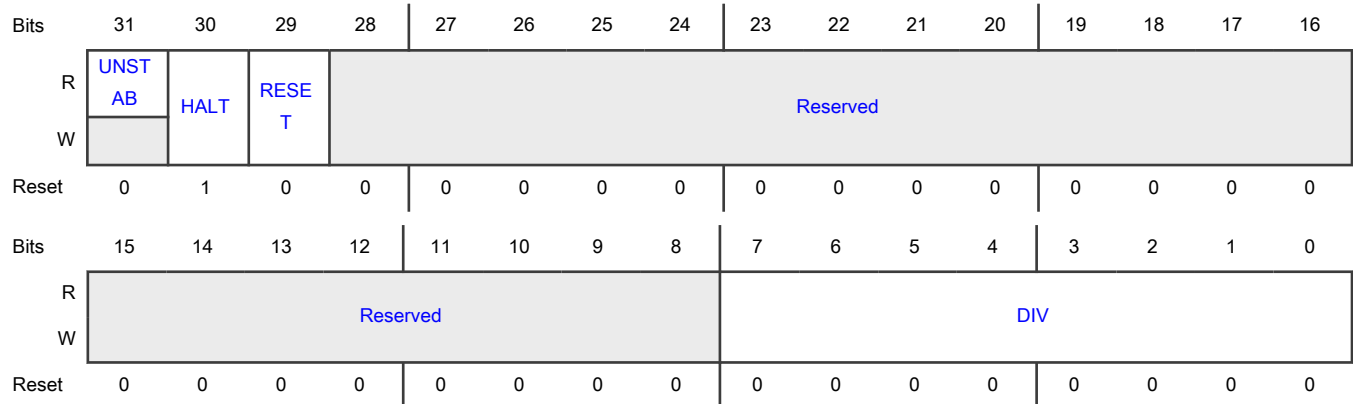 Bits 31 30 29 28 27 26 25 24 23 22 21 20 19 18 17 16
R UNST
AB HALT RESE
T Reserved
W
Reset 0 1 0 0 0 0 0 0 0 0 0 0 0 0 0 0
Bits 15 14 13 12 11 10 9 8 7 6 5 4 3 2 1 0
R
Reserved DIV
W
Reset 0 0 0 0 0 0 0 0 0 0 0 0 0 0 0 0